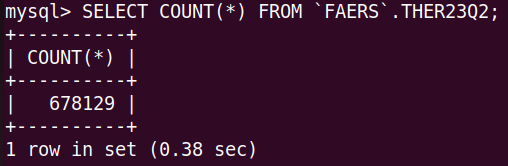 mysql> SELECT COUNT(*) FROM `FAERS`.THER23Q2;
+----------+
| COUNT(*) |
+----------+
|   678129 |
+----------+
1 row in set (0.38 sec)